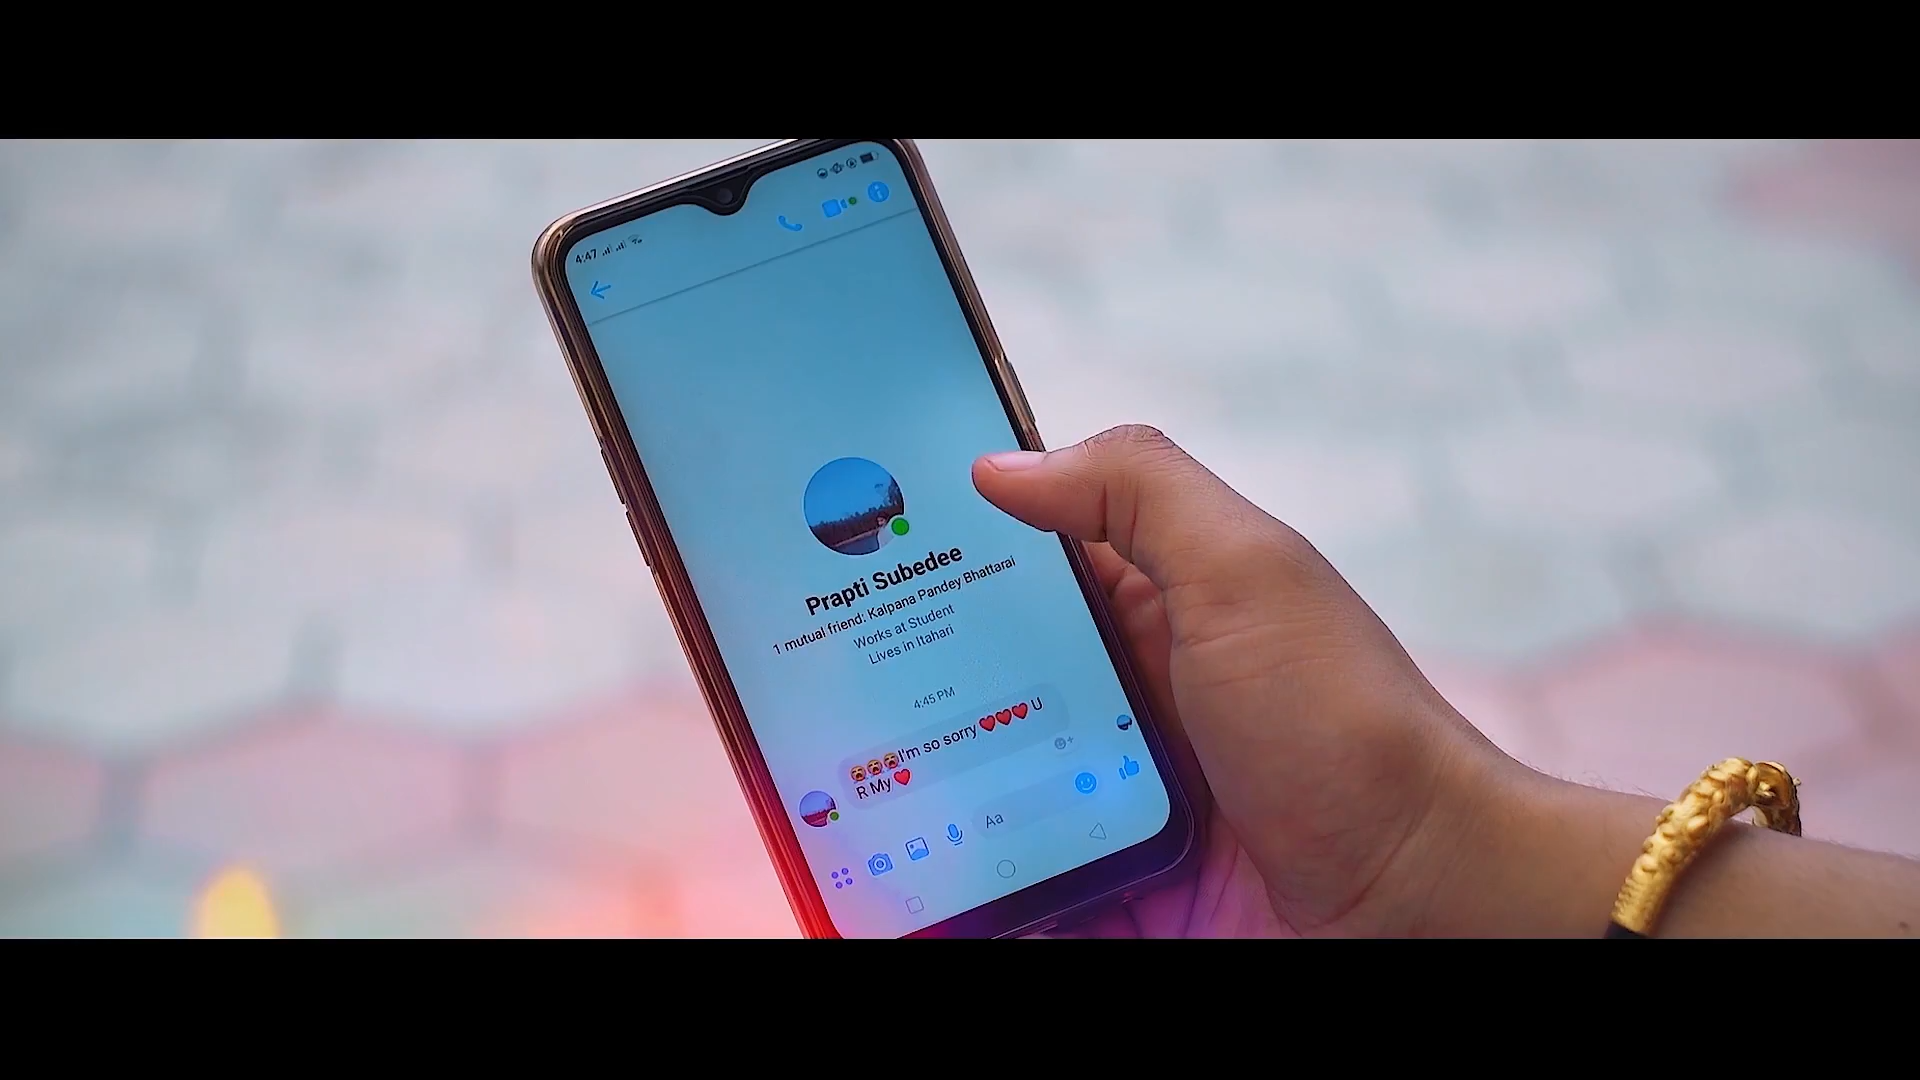 4:47
Prapti Subedee
1 mutual friend: Kalpana Pandey Bhattarai
Works at Student
Lives in Itahari
4:45 PM
😭😭😭I'm so sorry❤️❤️❤️ U
R My❤️
Aa